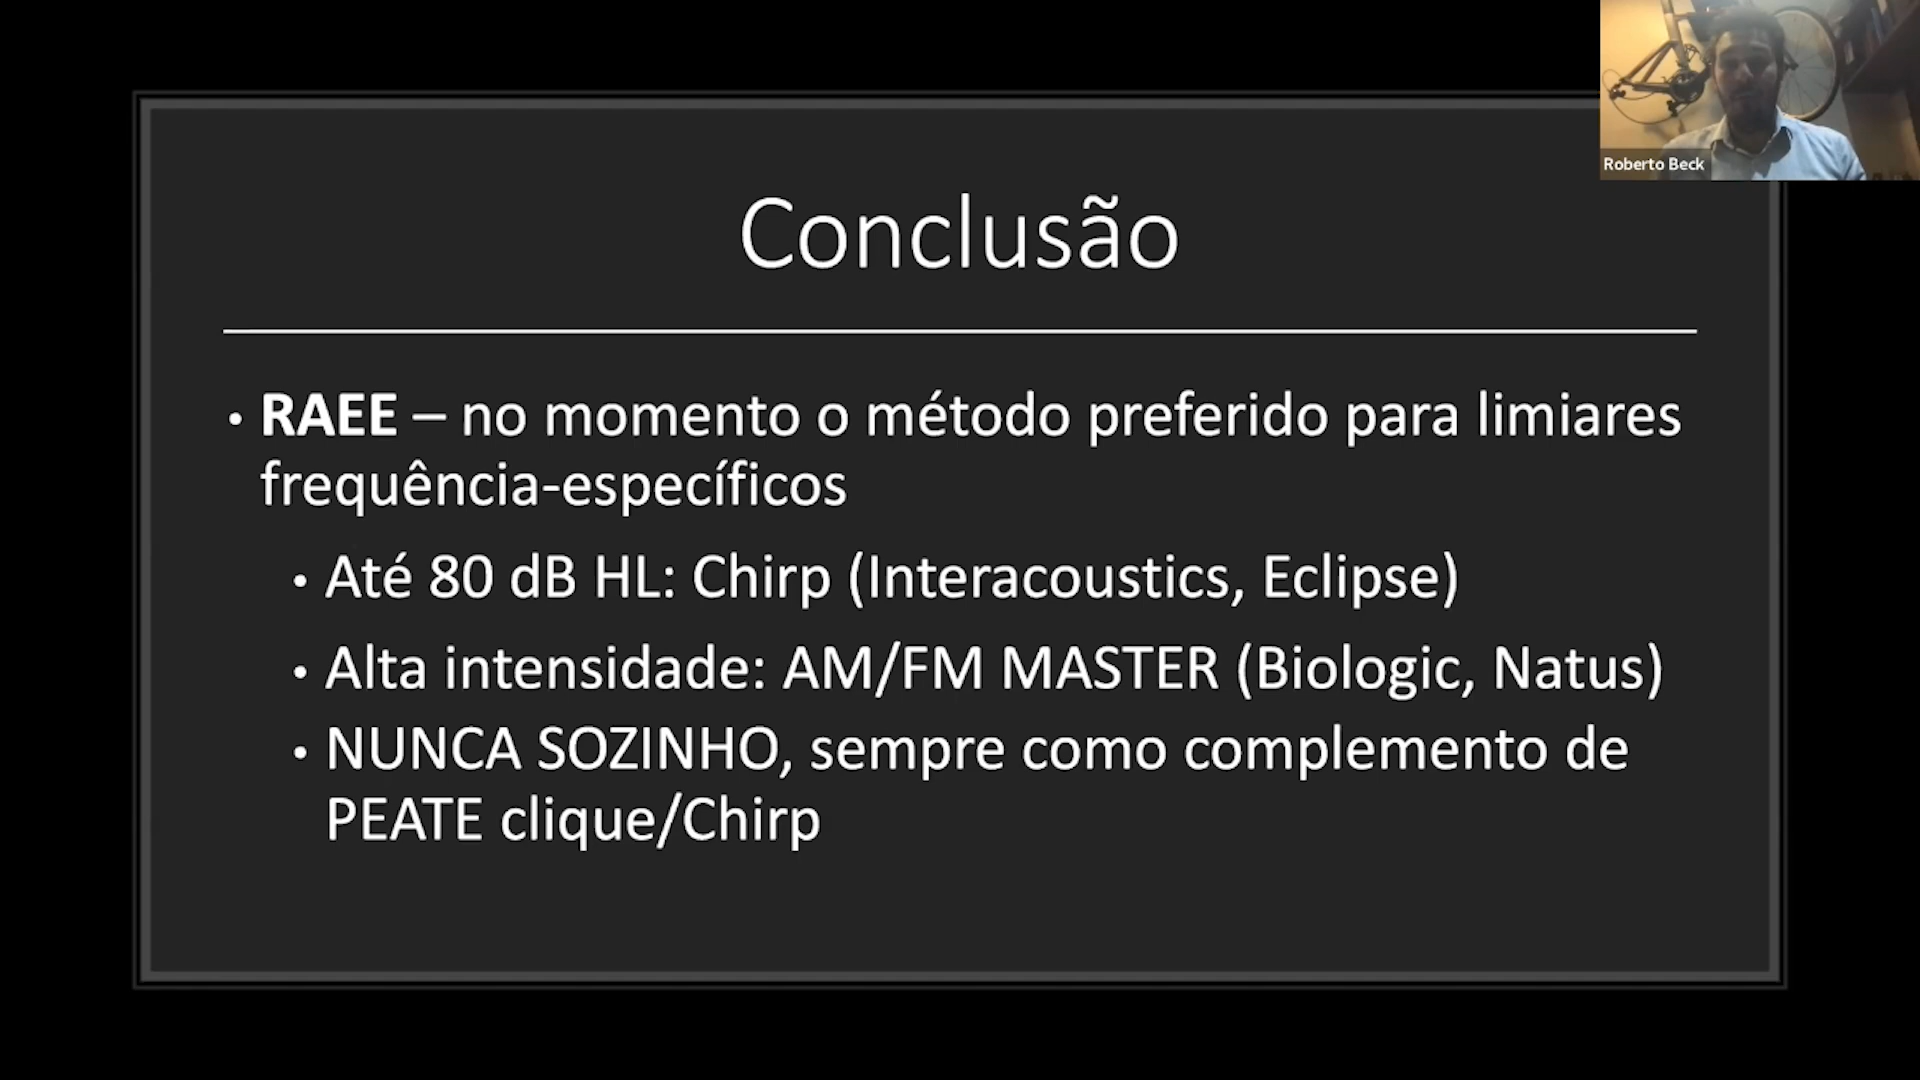 Roberto Beck
Conclusão
• RAEE – no momento o método preferido para limiares
frequência-específicos
• Até 80 dB HL: Chirp (Interacoustics, Eclipse)
• Alta intensidade: AM/FM MASTER (Biologic, Natus)
• NUNCA SOZINHO, sempre como complemento de
PEATE clique/Chirp